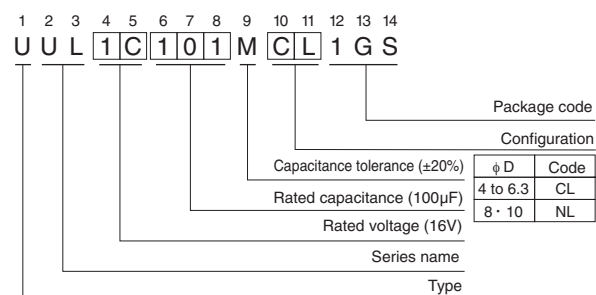 1 2 3 4 5 6 7 8 9 10 11 12 13 14
U U L 1 C 1 0 1 M C L 1 G S
Package code
Configuration
Capacitance tolerance (±20%)
Rated capacitance (100µF)
Rated voltage (16V)
Series name
Type
ϕ D Code
4 to 6.3 CL
8・10 NL